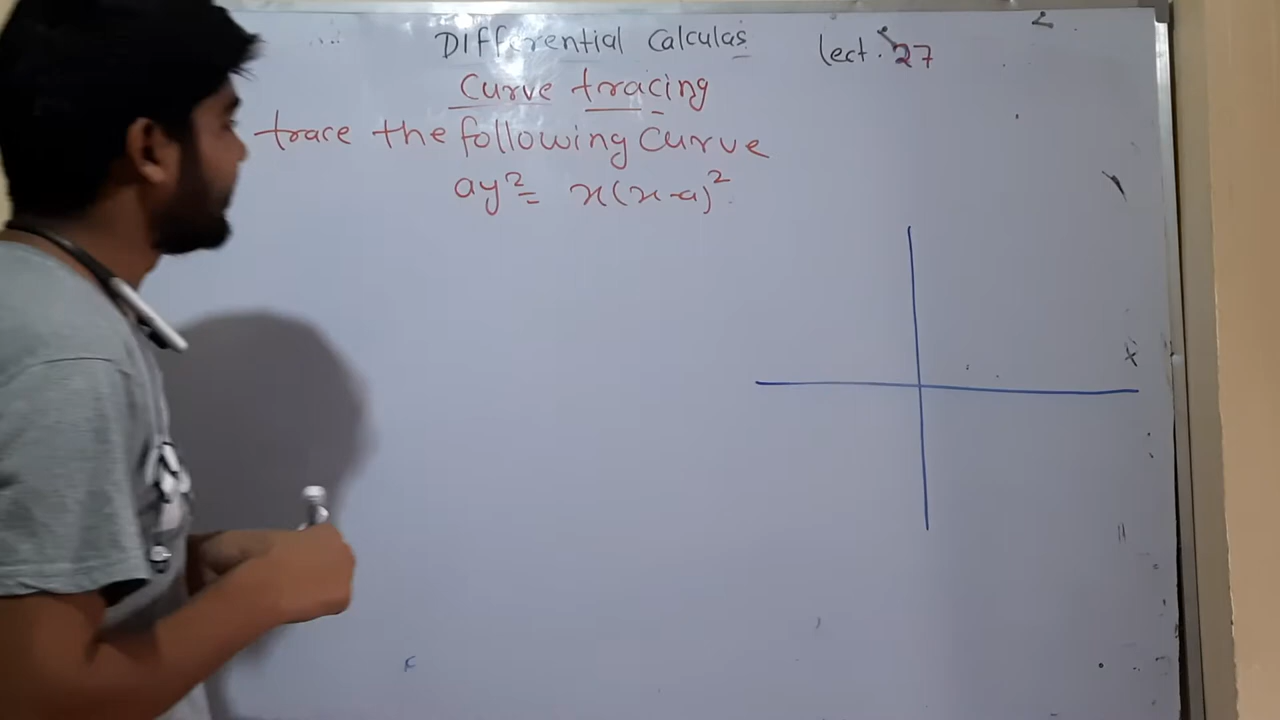 Differential Calculas lect. 27
Curve tracing
trace the following Curve
ay² = x(x-a)²
x